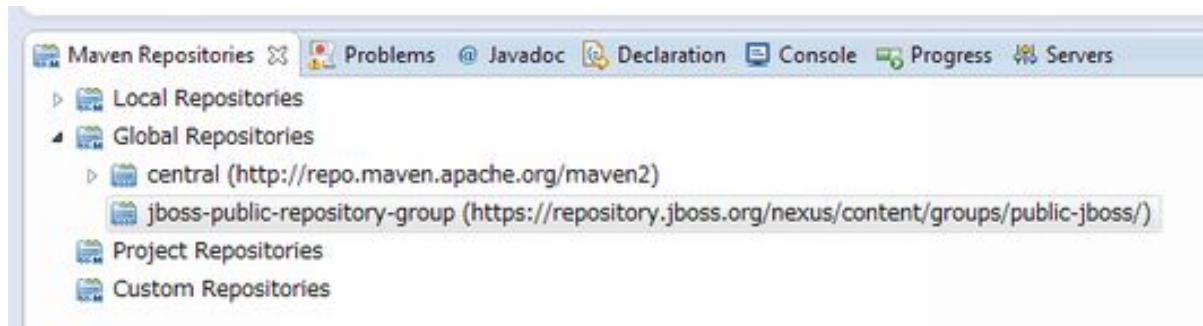 Maven Repositories Problems @ Javadoc Declaration Console Progress Servers
Local Repositories
Global Repositories
central (http://repo.maven.apache.org/maven2)
jboss-public-repository-group (https://repository.jboss.org/nexus/content/groups/public-jboss/)
Project Repositories
Custom Repositories